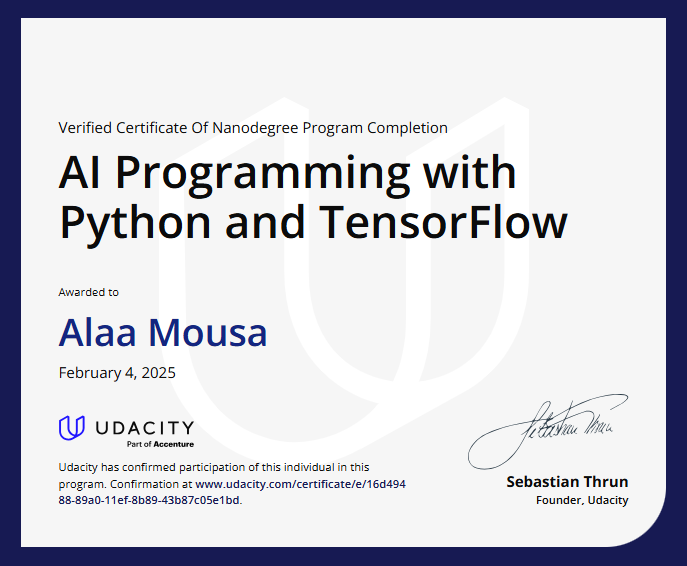 Verified Certificate Of Nanodegree Program Completion
AI Programming with
Python and TensorFlow
Awarded to
Alaa Mousa
February 4, 2025
UDACITY
Part of Accenture
Udacity has confirmed participation of this individual in this
program. Confirmation at www.udacity.com/certificate/e/16d494
88-89a0-11ef-8b89-43b87c05e1bd.
Sebastian Thrun
Sebastian Thrun
Founder, Udacity